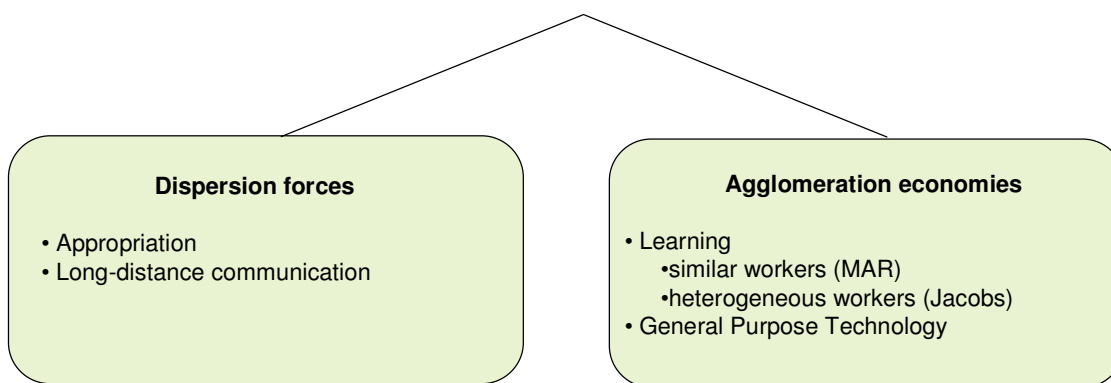 Dispersion forces
• Appropriation
• Long-distance communication
Agglomeration economies
• Learning
•similar workers (MAR)
•heterogeneous workers (Jacobs)
• General Purpose Technology